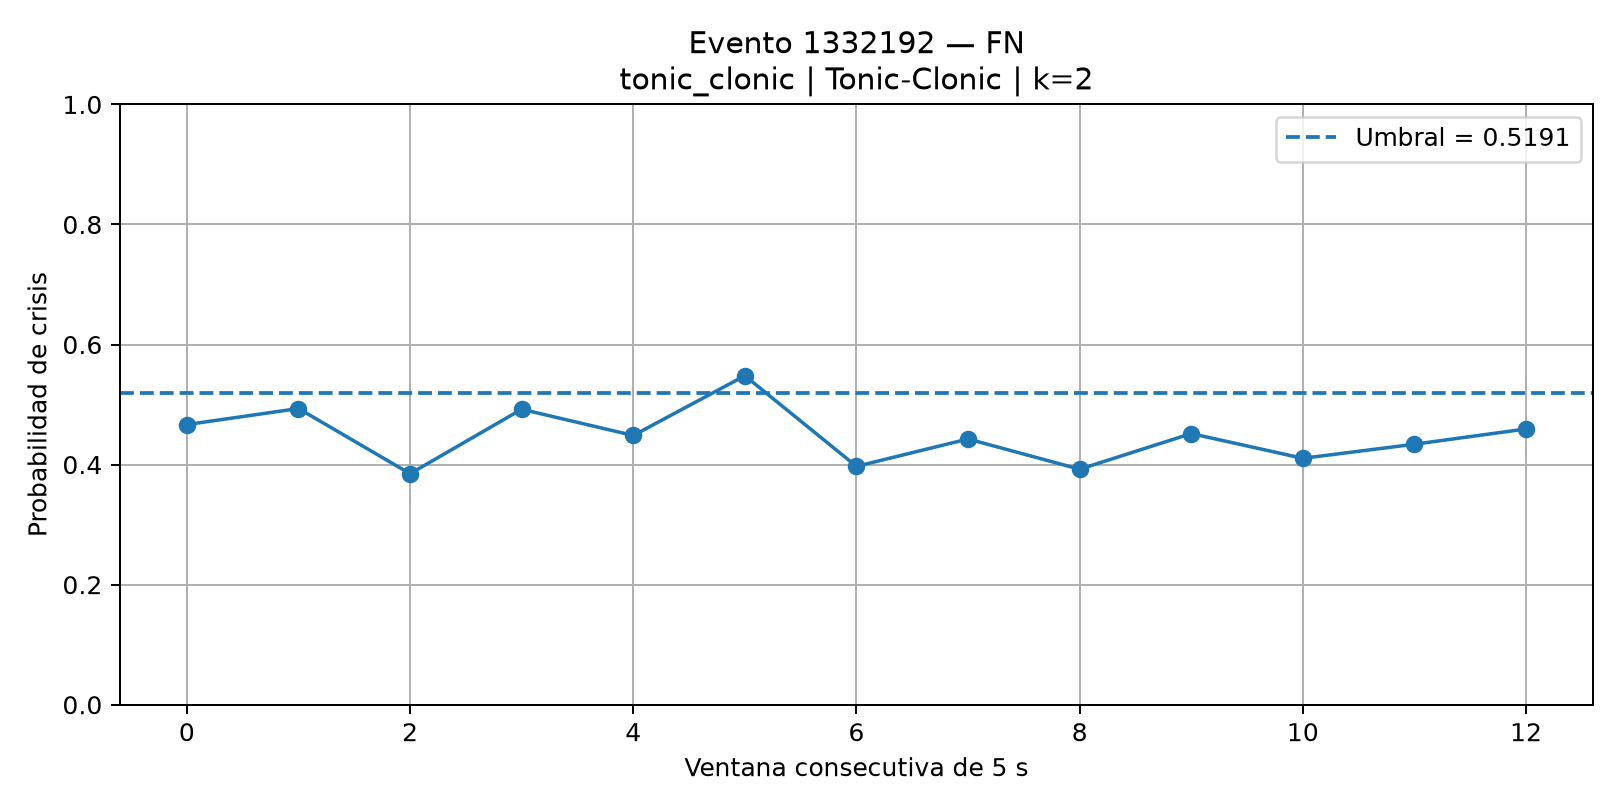 Evento 1332192 — FN
tonic_clonic | Tonic-Clonic | k=2
Umbral = 0.5191
Probabilidad de crisis
1.0
0.8
0.6
0.4
0.2
0.0
0 2 4 6 8 10 12
Ventana consecutiva de 5 s